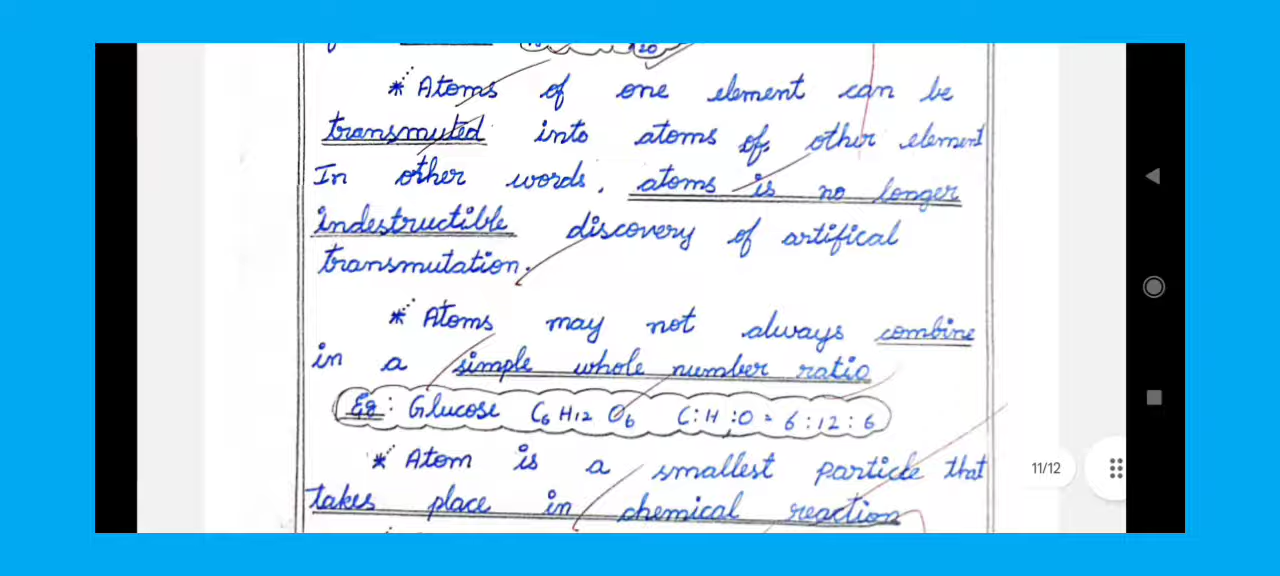 * Atoms of one element can be
transmuted into atoms of other element
In other words, atoms is no longer
indestructible discovery of artifical
transmutation.
* Atoms may not always combine
in a simple whole number ratio
Eg: Glucose C6 H12 O6 C:H:O = 6:12:6
* Atom is a smallest particle that
takes place in chemical reaction
11/12